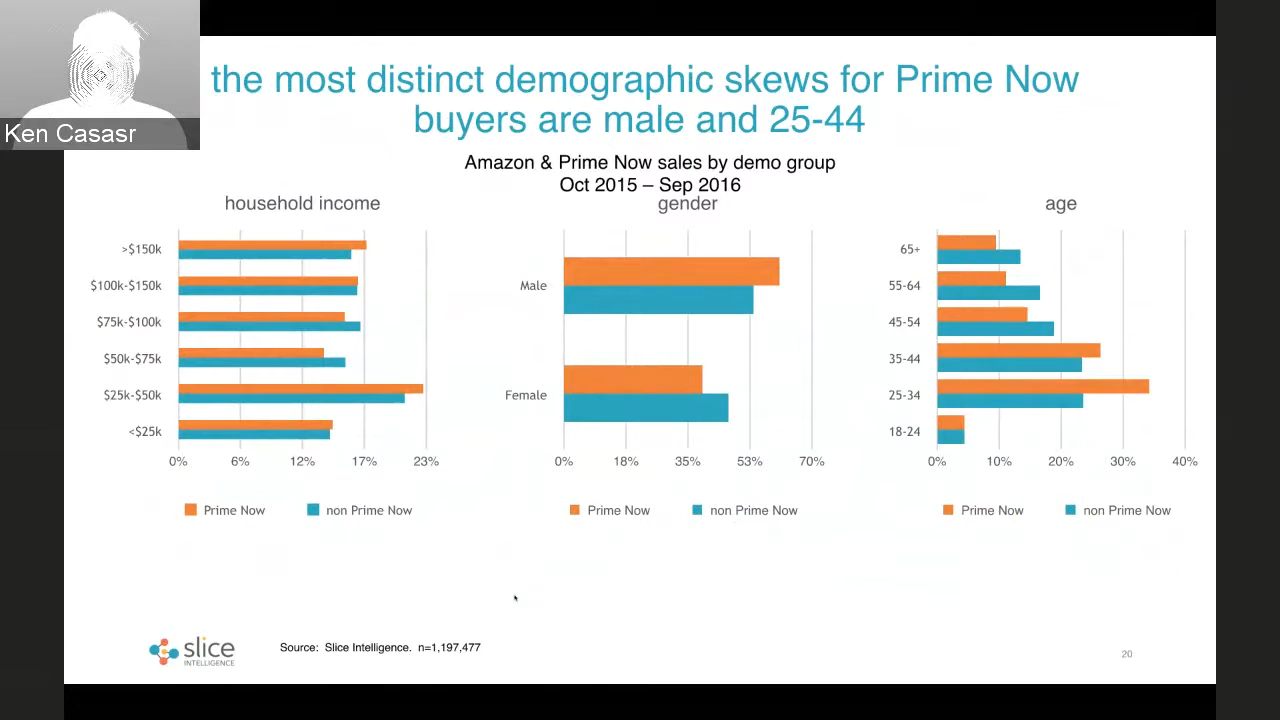 Ken Casasr
the most distinct demographic skews for Prime Now
buyers are male and 25-44
Amazon & Prime Now sales by demo group
Oct 2015 – Sep 2016
household income
>$150k
$100k-$150k
$75k-$100k
$50k-$75k
$25k-$50k
<$25k
0% 6% 12% 17% 23%
Prime Now non Prime Now
gender
Male
Female
0% 18% 35% 53% 70%
Prime Now non Prime Now
age
65+
55-64
45-54
35-44
25-34
18-24
0% 10% 20% 30% 40%
Prime Now non Prime Now
slice
INTELLIGENCE
Source: Slice Intelligence. n=1,197,477
20